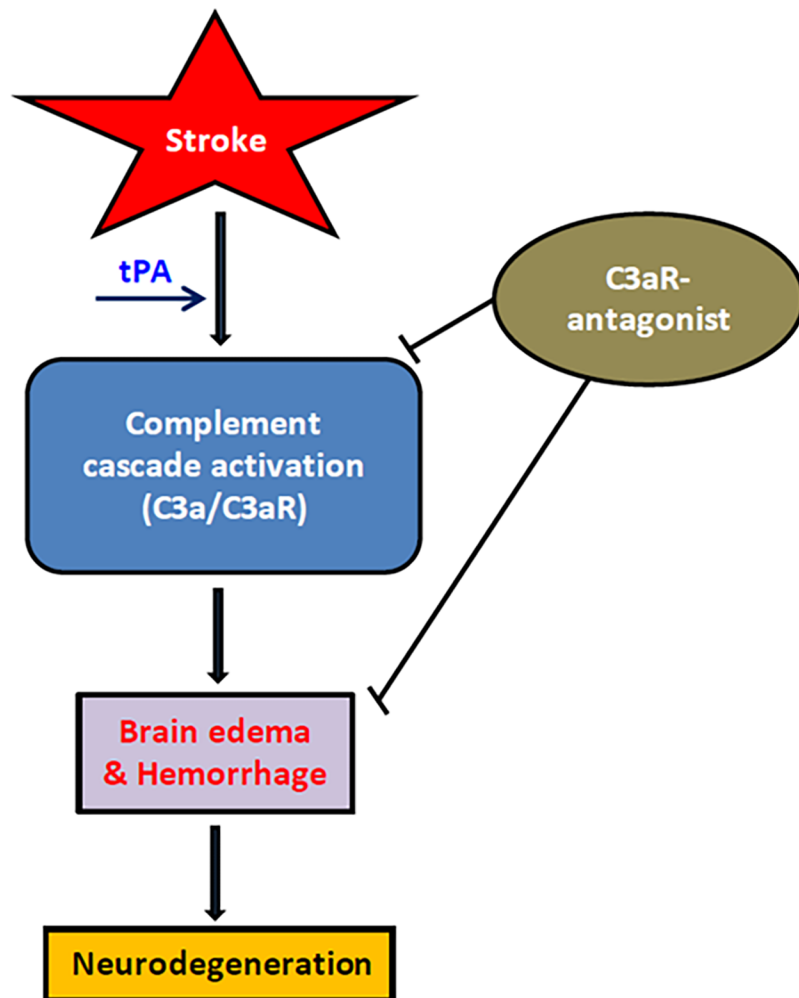 Stroke
tPA
C3aR-
antagonist
Complement
cascade activation
(C3a/C3aR)
Brain edema
& Hemorrhage
Neurodegeneration